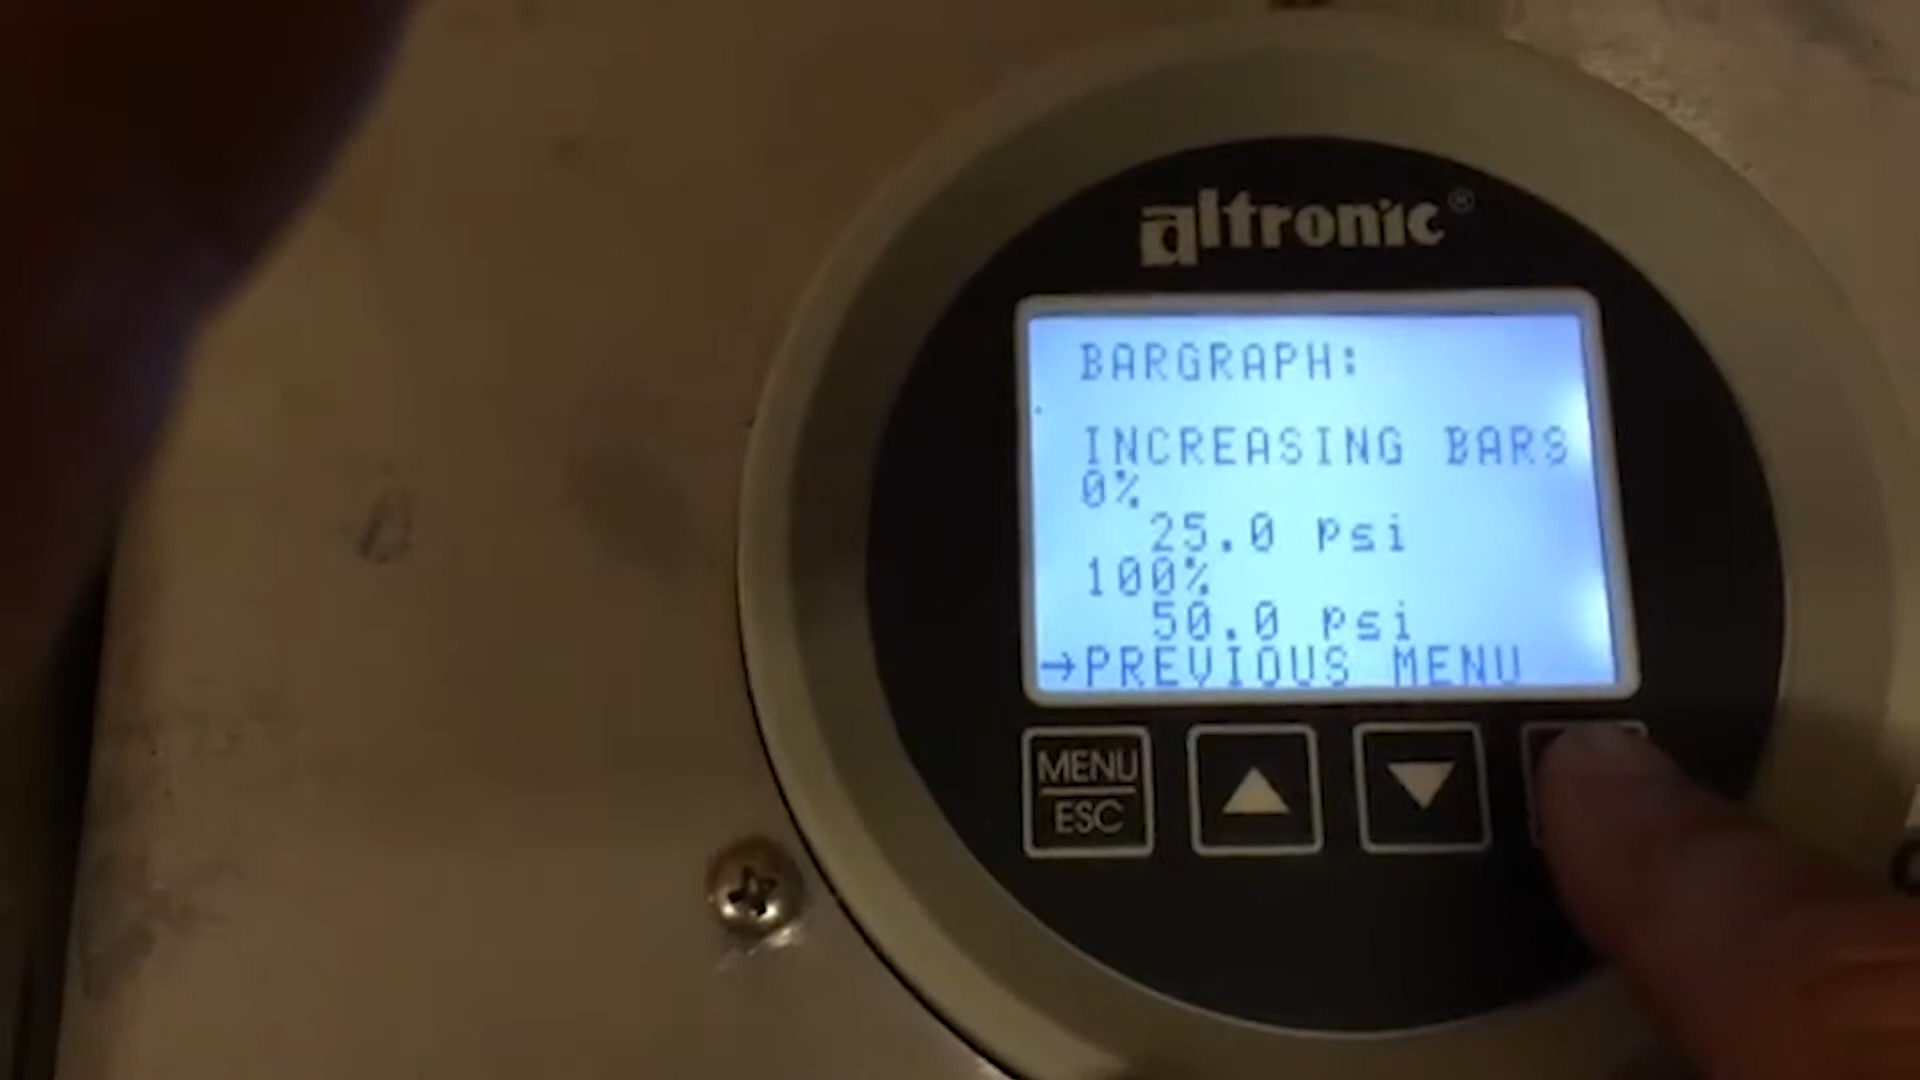 altronic®
BARGRAPH:
INCREASING BARS
0%
25.0 psi
100%
50.0 psi
→PREVIOUS MENU
MENU
ESC